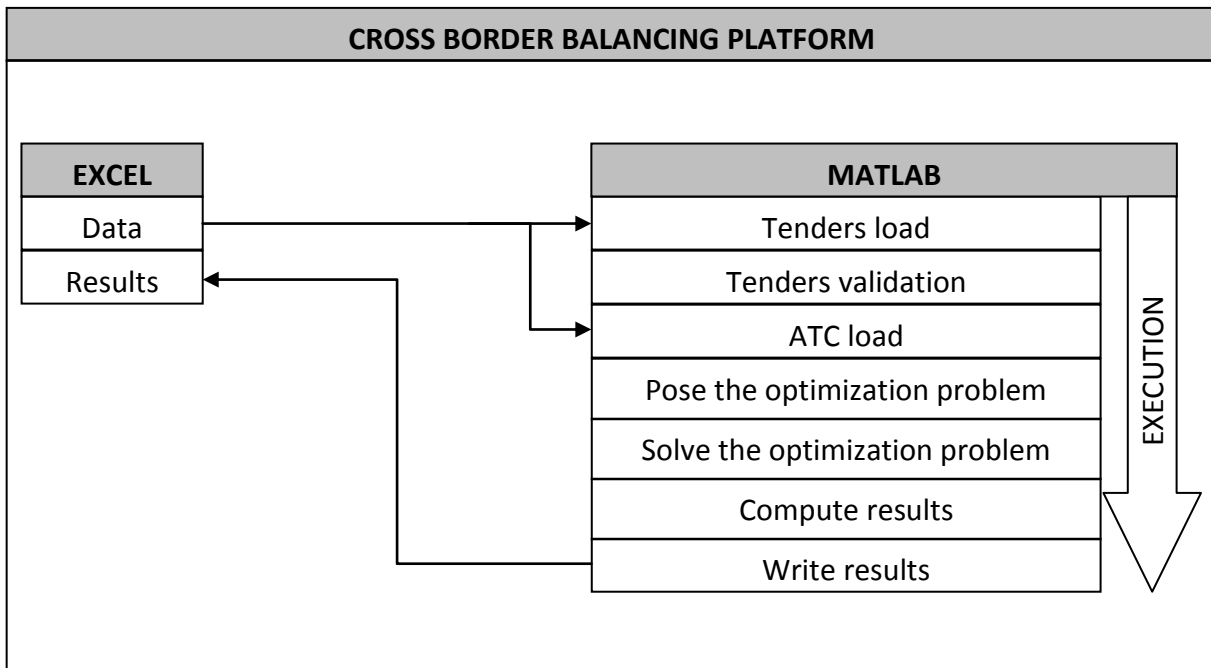 CROSS BORDER BALANCING PLATFORM
EXCEL
Data
Results
MATLAB
Tenders load
Tenders validation
ATC load
Pose the optimization problem
Solve the optimization problem
Compute results
Write results
EXECUTION